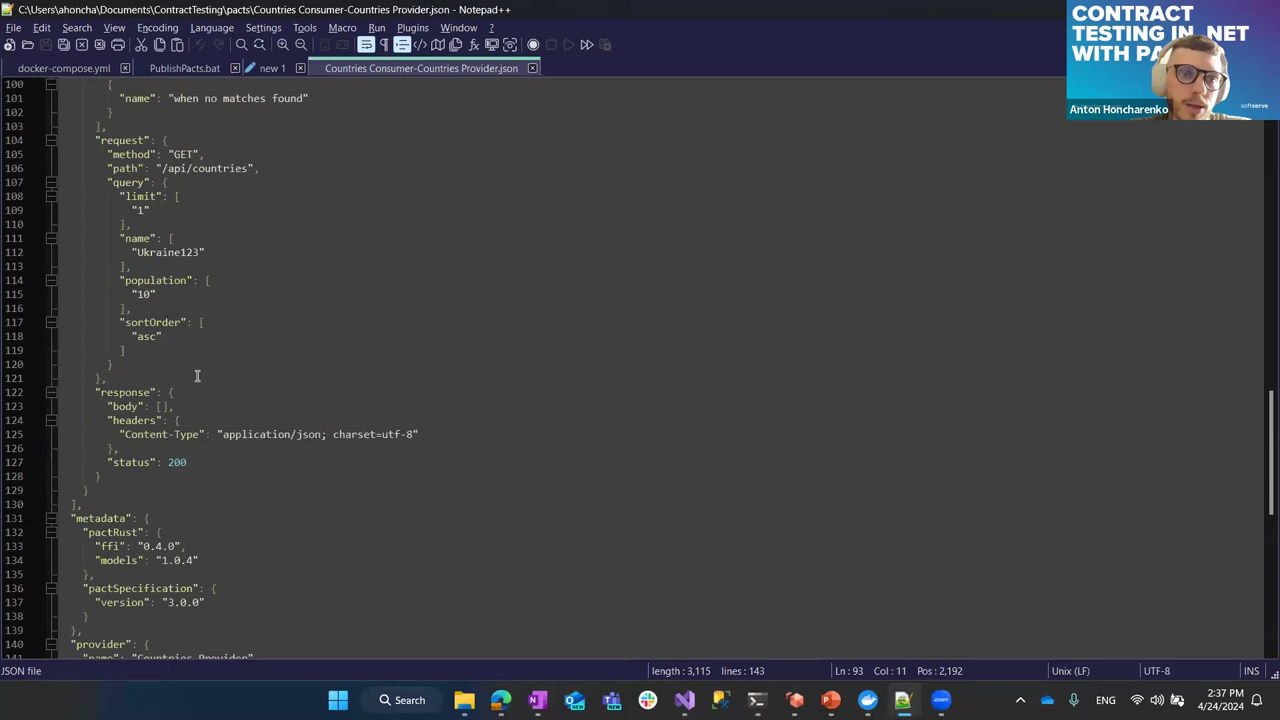 C:\Users\ahoncha\Documents\ContractTesting\pacts\Countries Consumer-Countries Provider.json - Notepad++
File Edit Search View Encoding Language Settings Tools Macro Run Plugins Window ?
docker-compose.yml PublishPacts.bat new 1 Countries Consumer-Countries Provider.json
CONTRACT
TESTING IN .NET
WITH PA
Anton Honcharenko
softserve
100 {
101 "name": "when no matches found"
102 }
103 ],
104 "request": {
105 "method": "GET",
106 "path": "/api/countries",
107 "query": {
108 "limit": [
109 "1"
110 ],
111 "name": [
112 "Ukraine123"
113 ],
114 "population": [
115 "10"
116 ],
117 "sortOrder": [
118 "asc"
119 ]
120 }
121 },
122 "response": {
123 "body": [],
124 "headers": {
125 "Content-Type": "application/json; charset=utf-8"
126 },
127 "status": 200
128 }
129 }
130 ],
131 "metadata": {
132 "pactRust": {
133 "ffi": "0.4.0",
134 "models": "1.0.4"
135 },
136 "pactSpecification": {
137 "version": "3.0.0"
138 }
139 },
140 "provider": {
141 "name": "Countries Provider"
JSON file length : 3,115 lines : 143 Ln : 93 Col : 11 Pos : 2,192 Unix (LF) UTF-8 INS
Search ENG 2:37 PM
4/24/2024